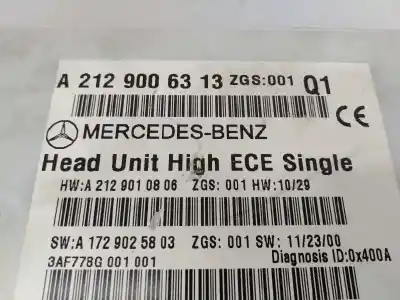 A 212 900 63 13 ZGS:001 Q1
MERCEDES-BENZ
CE
Head Unit High ECE Single
HW:A 212 901 08 06 ZGS: 001 HW:10/29
SW:A 172 902 58 03 ZGS: 001 SW: 11/23/00
3AF778G 001 001 Diagnosis ID:0x400A